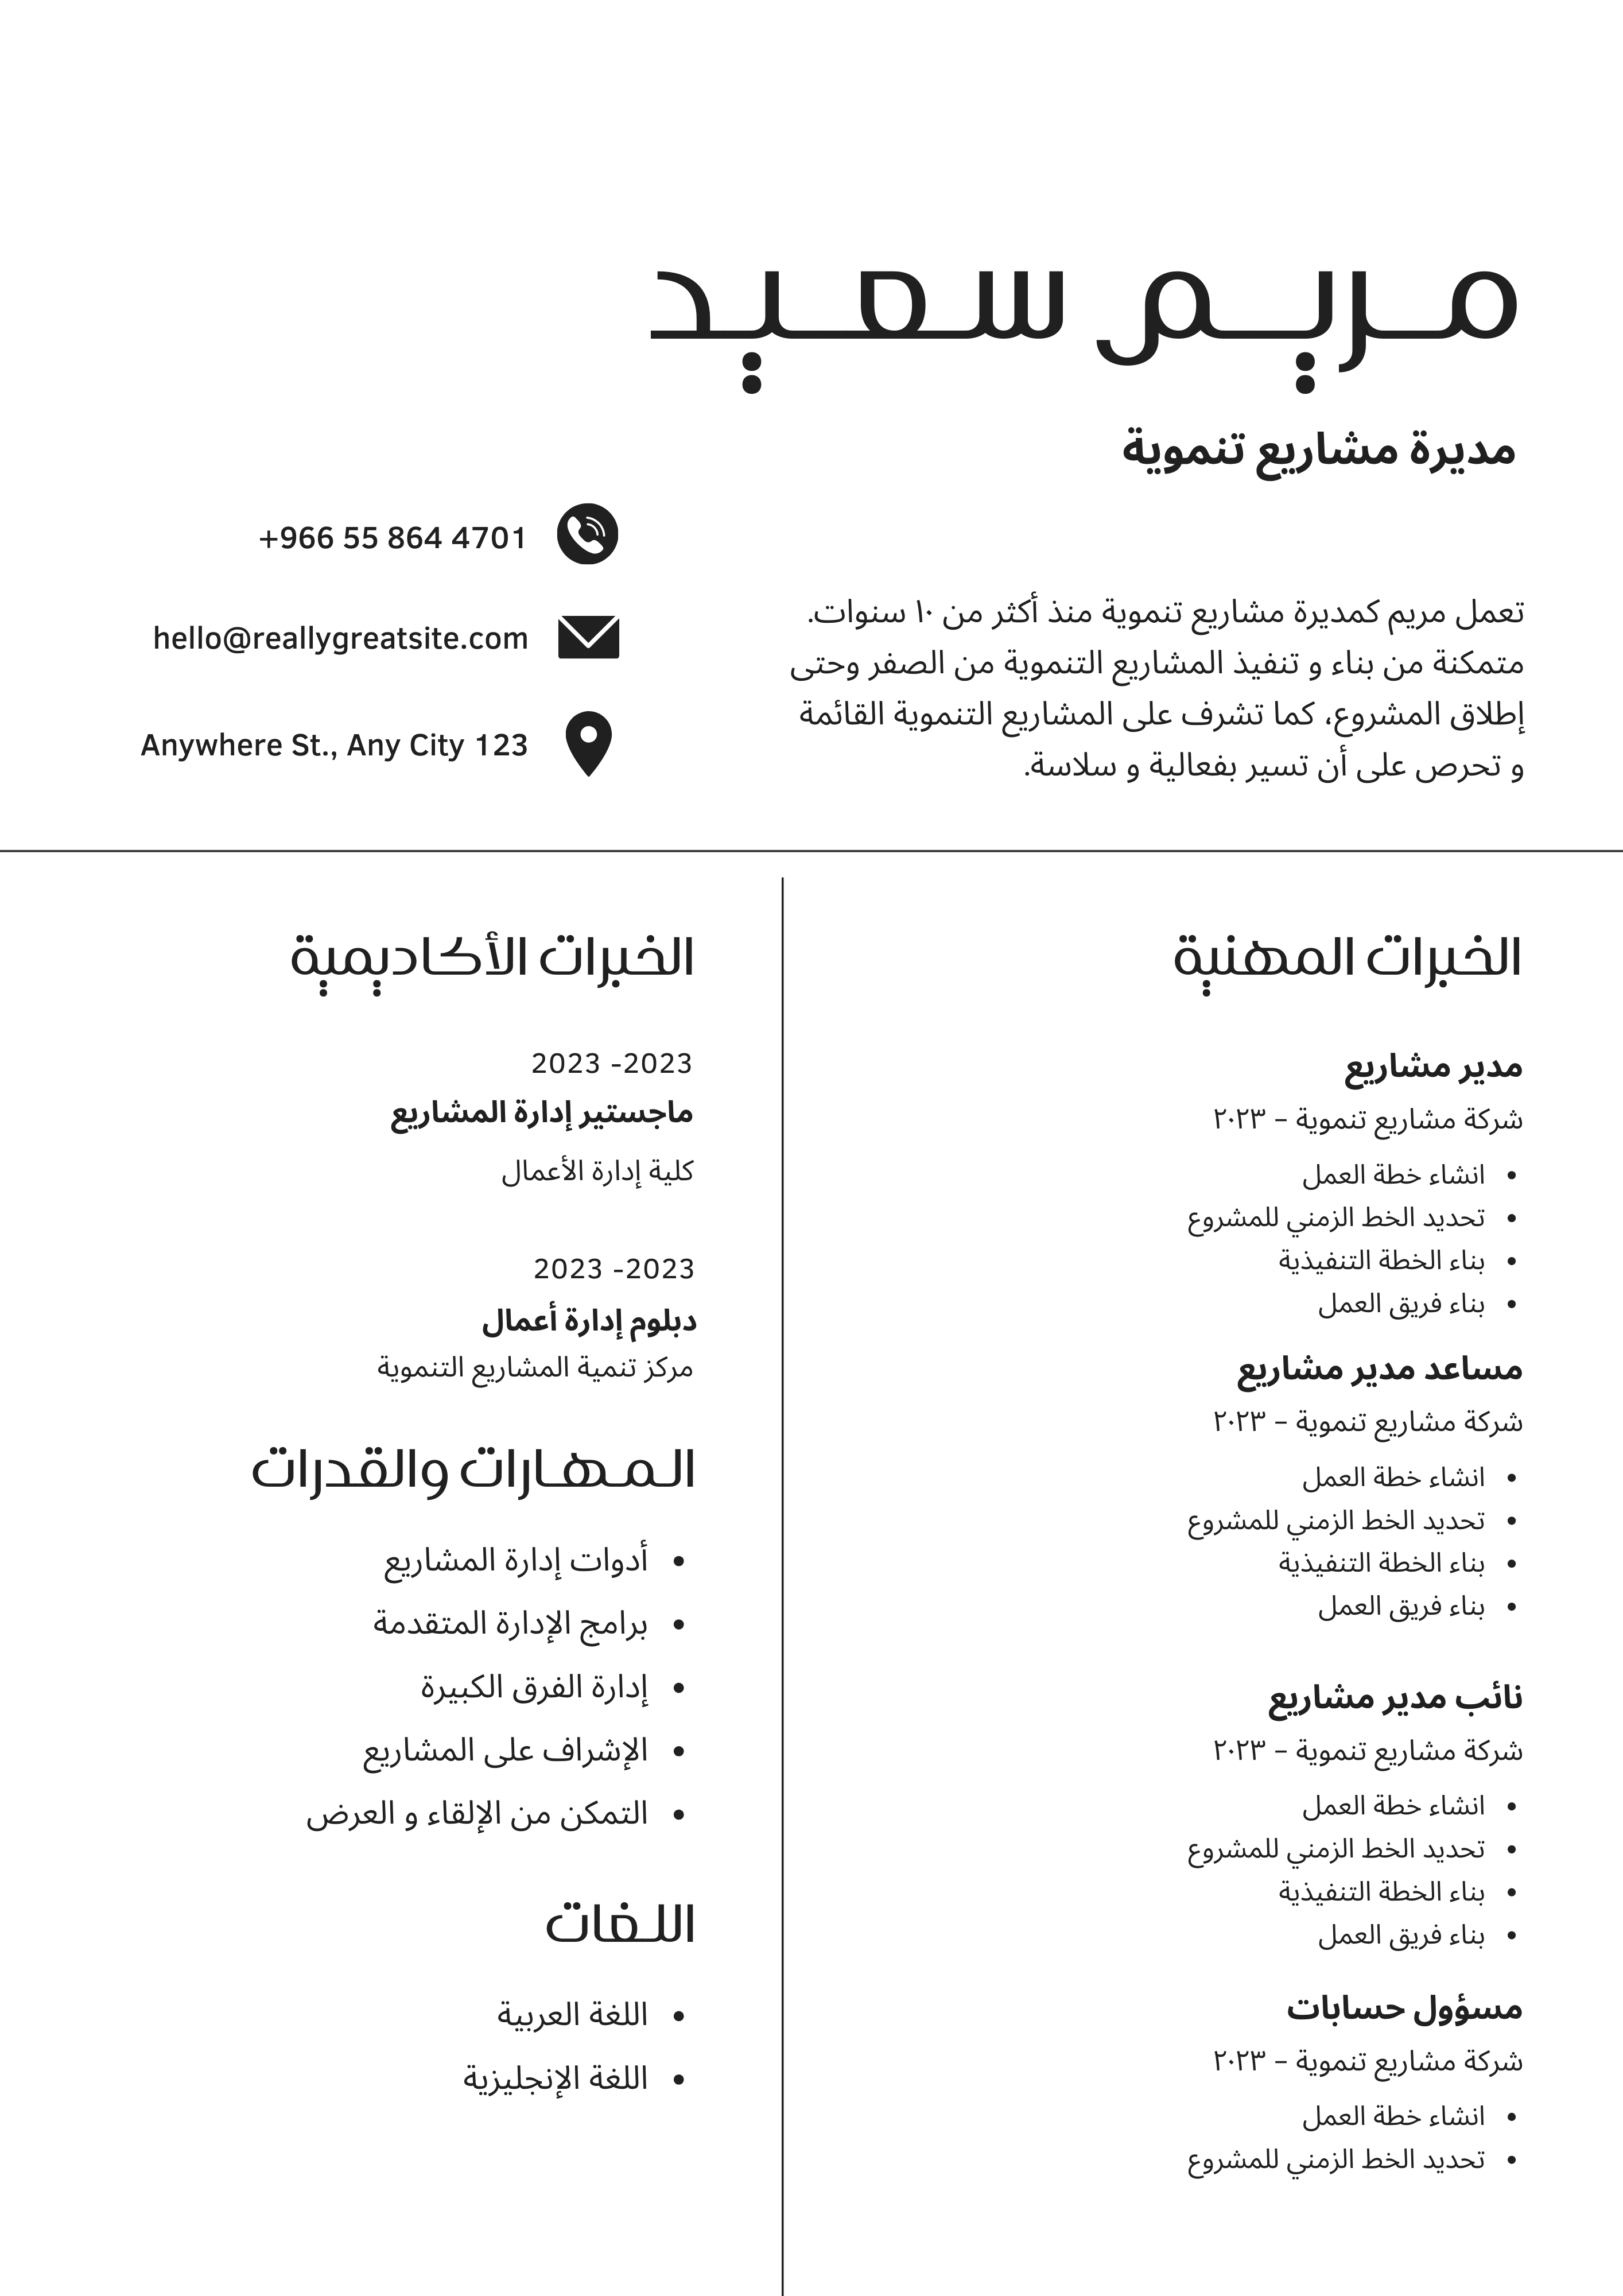 مريم سعيد
مديرة مشاريع تنموية
تعمل مريم كمديرة مشاريع تنموية منذ أكثر من ١٠ سنوات.
متمكنة من بناء و تنفيذ المشاريع التنموية من الصفر وحتى
إطلاق المشروع، كما تشرف على المشاريع التنموية القائمة
و تحرص على أن تسير بفعالية و سلاسة.
+966 55 864 4701
hello@reallygreatsite.com
Anywhere St., Any City 123
الخبرات المهنية
مدير مشاريع
شركة مشاريع تنموية – ٢٠٢٣
• انشاء خطة العمل
• تحديد الخط الزمني للمشروع
• بناء الخطة التنفيذية
• بناء فريق العمل
مساعد مدير مشاريع
شركة مشاريع تنموية – ٢٠٢٣
• انشاء خطة العمل
• تحديد الخط الزمني للمشروع
• بناء الخطة التنفيذية
• بناء فريق العمل
نائب مدير مشاريع
شركة مشاريع تنموية – ٢٠٢٣
• انشاء خطة العمل
• تحديد الخط الزمني للمشروع
• بناء الخطة التنفيذية
• بناء فريق العمل
مسؤول حسابات
شركة مشاريع تنموية – ٢٠٢٣
• انشاء خطة العمل
• تحديد الخط الزمني للمشروع
الخبرات الأكاديمية
2023 -2023
ماجستير إدارة المشاريع
كلية إدارة الأعمال
2023 -2023
دبلوم إدارة أعمال
مركز تنمية المشاريع التنموية
المهارات والقدرات
• أدوات إدارة المشاريع
• برامج الإدارة المتقدمة
• إدارة الفرق الكبيرة
• الإشراف على المشاريع
• التمكن من الإلقاء و العرض
اللغات
• اللغة العربية
• اللغة الإنجليزية